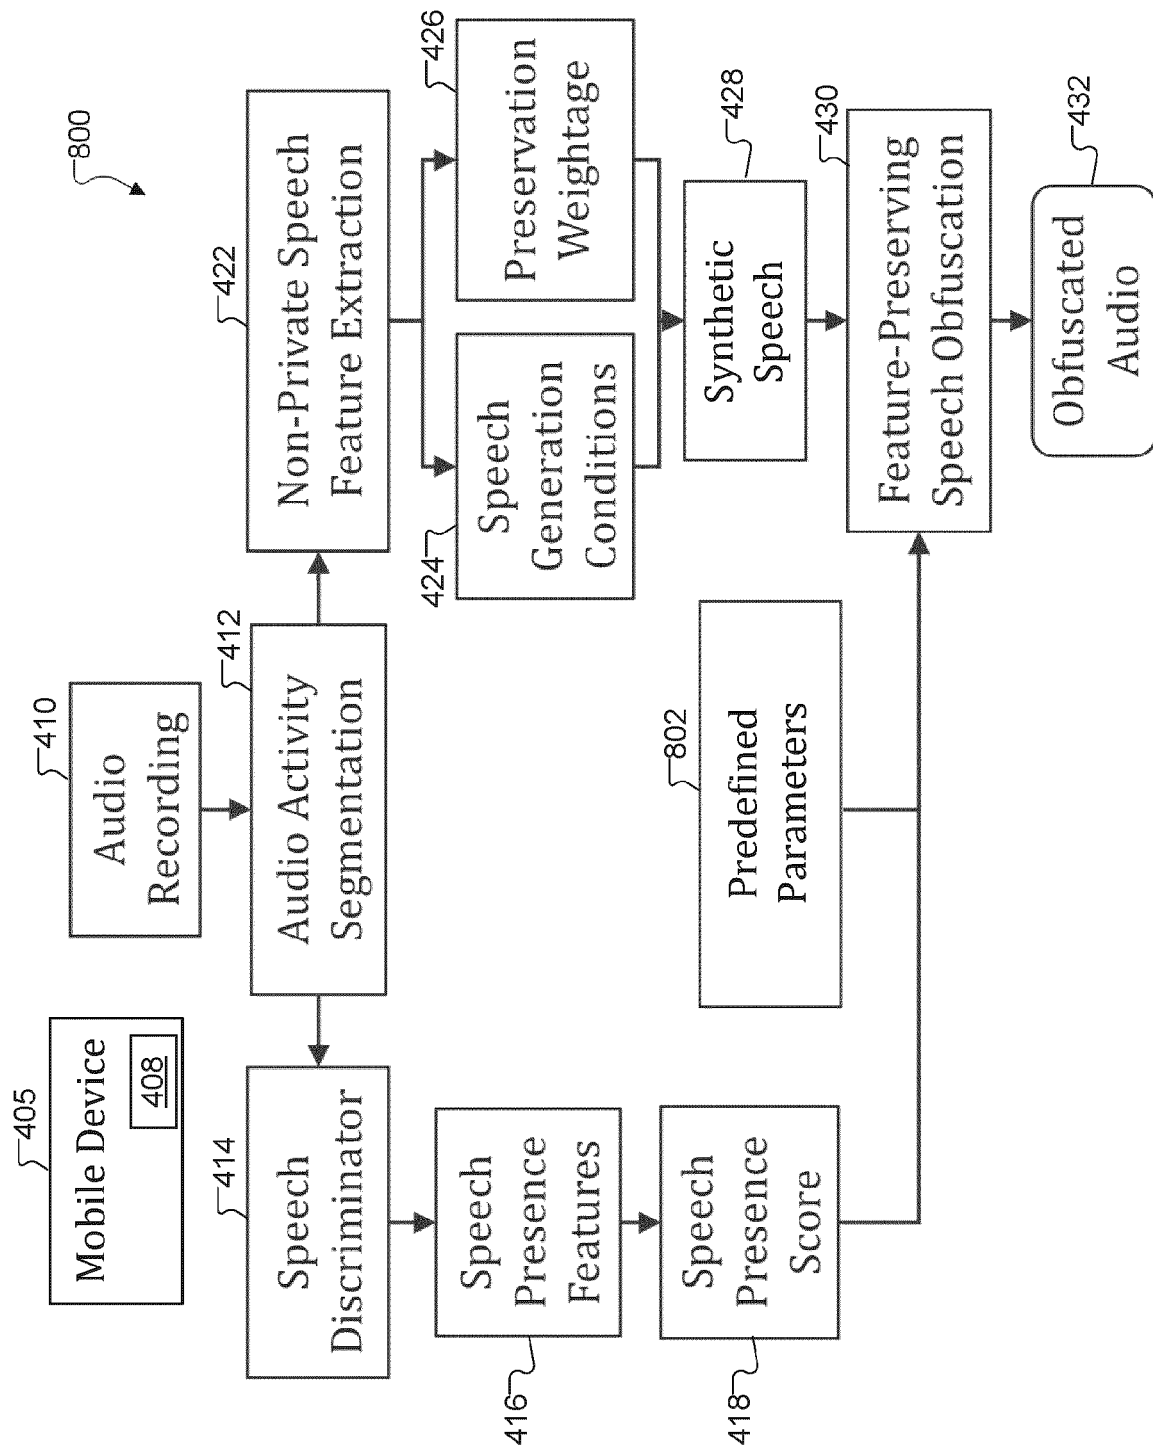 800
405
Mobile Device
408
410
Audio
Recording
412
Audio Activity
Segmentation
414
Speech
Discriminator
416
Speech
Presence
Features
418
Speech
Presence
Score
422
Non-Private Speech
Feature Extraction
424
Speech
Generation
Conditions
426
Preservation
Weightage
428
Synthetic
Speech
802
Predefined
Parameters
430
Feature-Preserving
Speech Obfuscation
432
Obfuscated
Audio